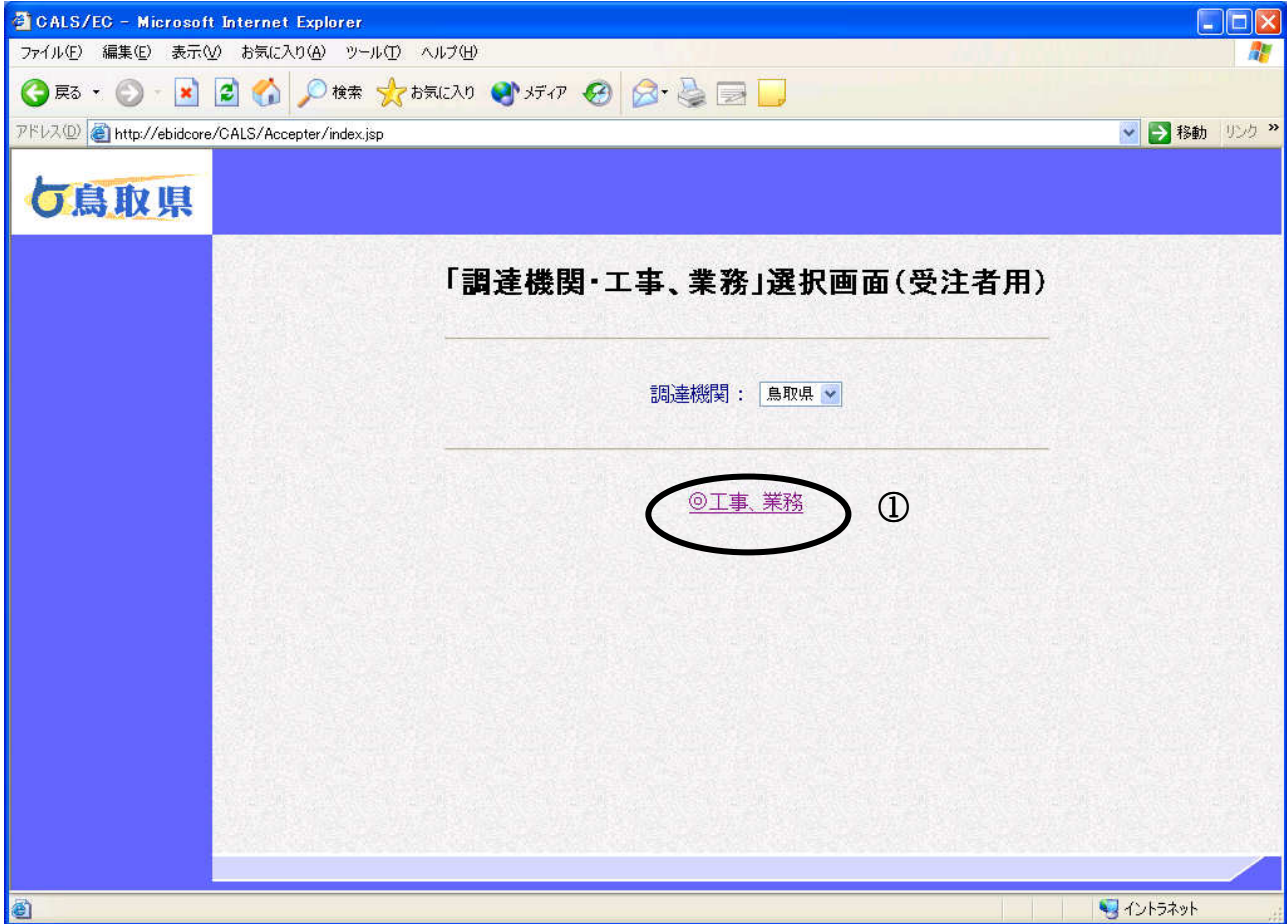 CALS/EC - Microsoft Internet Explorer
ファイル(F) 編集(E) 表示(V) お気に入り(A) ツール(T) ヘルプ(H)
戻る 検索 お気に入り メディア
アドレス(D) http://ebidcore/CALS/Accepter/index.jsp 移動 リンク »
鳥取県
「調達機関・工事、業務」選択画面(受注者用)
調達機関: 鳥取県
◎工事、業務 ①
イントラネット